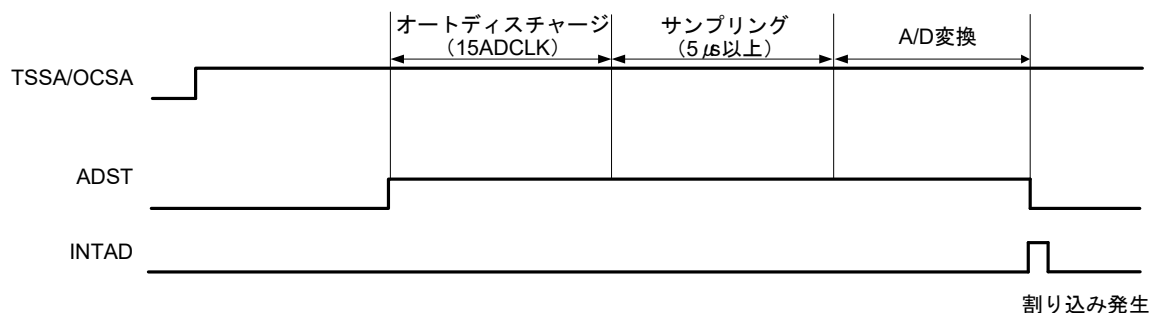 オートディスチャージ
（15ADCLK）
サンプリング
（5 μs以上）
A/D変換
TSSA/OCSA
ADST
INTAD
割り込み発生